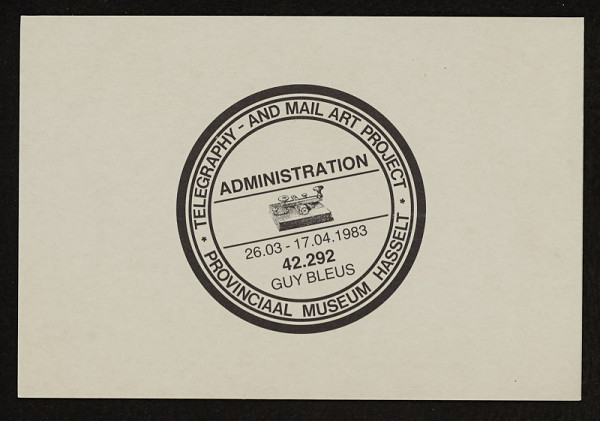 TELEGRAPHY - AND MAIL ART PROJECT
ADMINISTRATION
26.03 - 17.04.1983
42.292
GUY BLEUS
* PROVINCIAAL MUSEUM HASSELT *